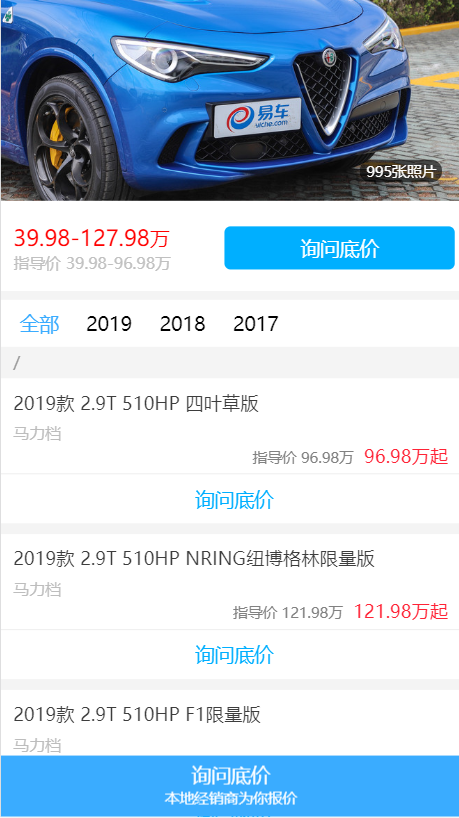 易车
yiche.com
995张照片
39.98-127.98万
指导价 39.98-96.98万
询问底价
全部 2019 2018 2017
/
2019款 2.9T 510HP 四叶草版
马力档
指导价 96.98万 96.98万起
询问底价
2019款 2.9T 510HP NRING纽博格林限量版
马力档
指导价 121.98万 121.98万起
询问底价
2019款 2.9T 510HP F1限量版
马力档
询问底价
本地经销商为你报价